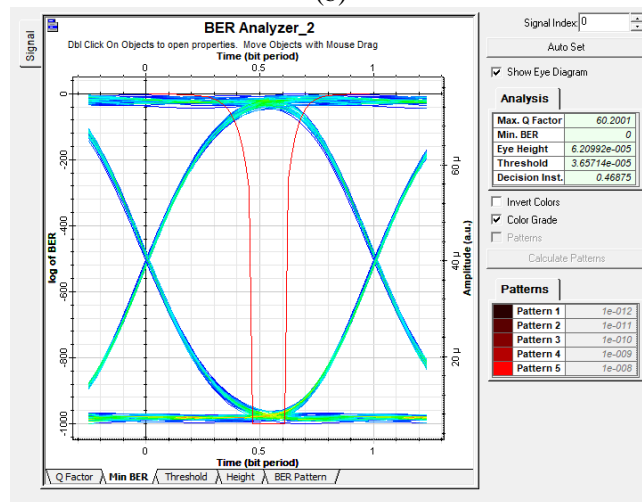 BER Analyzer_2
Dbl Click On Objects to open properties. Move Objects with Mouse Drag
Time (bit period)
0 0.5 1
Signal
log of BER
0
-200
-400
-600
-800
-1000
Amplitude (a.u.)
60 µ
40 µ
20 µ
0 0.5 1
Time (bit period)
Q Factor Min BER Threshold Height BER Pattern
Signal Index: 0
Auto Set
Show Eye Diagram
Analysis
Max. Q Factor 60.2001
Min. BER 0
Eye Height 6.20992e-005
Threshold 3.65714e-005
Decision Inst. 0.46875
Invert Colors
Color Grade
Patterns
Calculate Patterns
Patterns
Pattern 1 1e-012
Pattern 2 1e-011
Pattern 3 1e-010
Pattern 4 1e-009
Pattern 5 1e-008